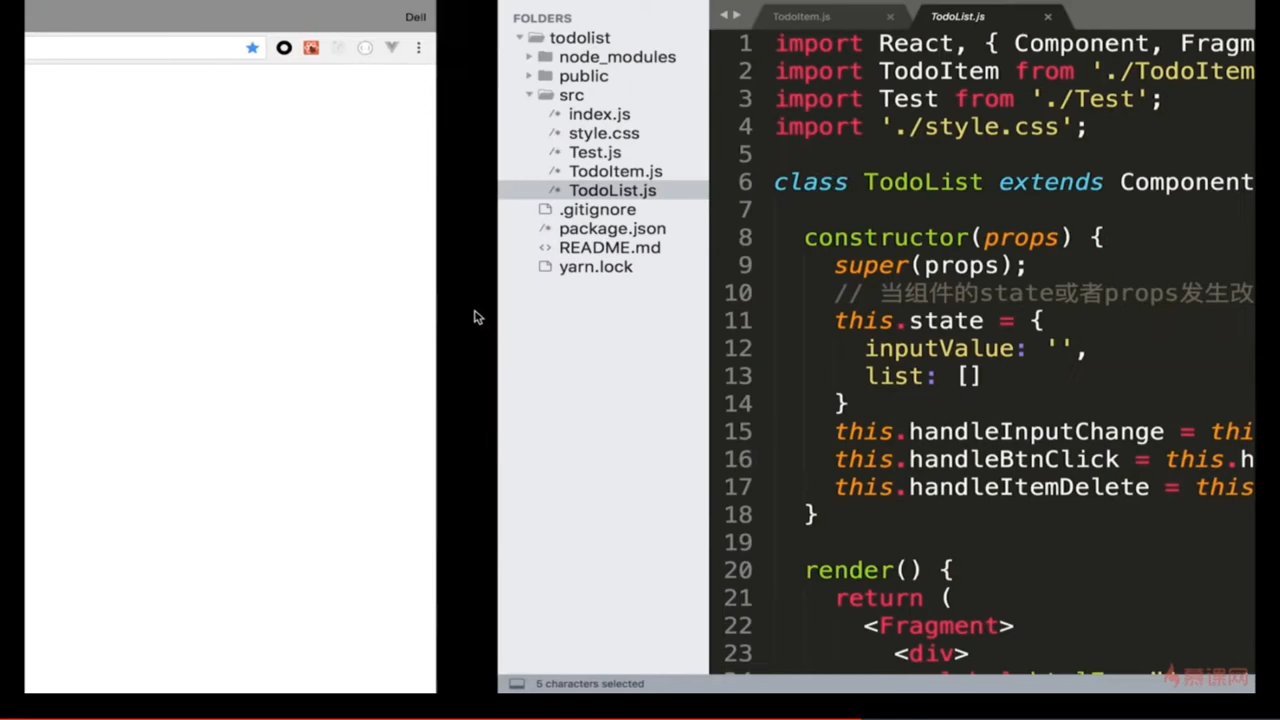 Dell
FOLDERS
todolist
node_modules
public
src
index.js
style.css
Test.js
TodoItem.js
TodoList.js
.gitignore
package.json
README.md
yarn.lock
TodoItem.js
TodoList.js
1 import React, { Component, Fragm
2 import TodoItem from './TodoItem
3 import Test from './Test';
4 import './style.css';
5
6 class TodoList extends Component
7
8 constructor(props) {
9 super(props);
10 // 当组件的state或者props发生改
11 this.state = {
12 inputValue: '',
13 list: []
14 }
15 this.handleInputChange = thi
16 this.handleBtnClick = this.h
17 this.handleItemDelete = this
18 }
19
20 render() {
21 return (
22 <Fragment>
23 <div>
慕课网
5 characters selected